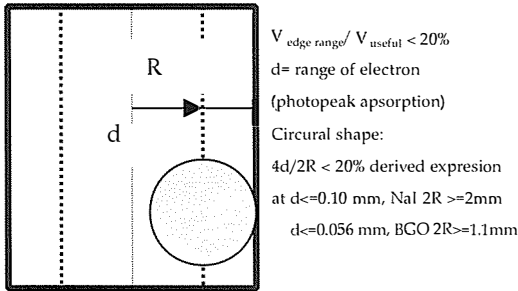 R
d
V edge range/ V useful < 20%
d= range of electron
(photopeak apsorption)
Circural shape:
4d/2R < 20% derived expresion
at d<=0.10 mm, NaI 2R >=2mm
d<=0.056 mm, BGO 2R>=1.1mm